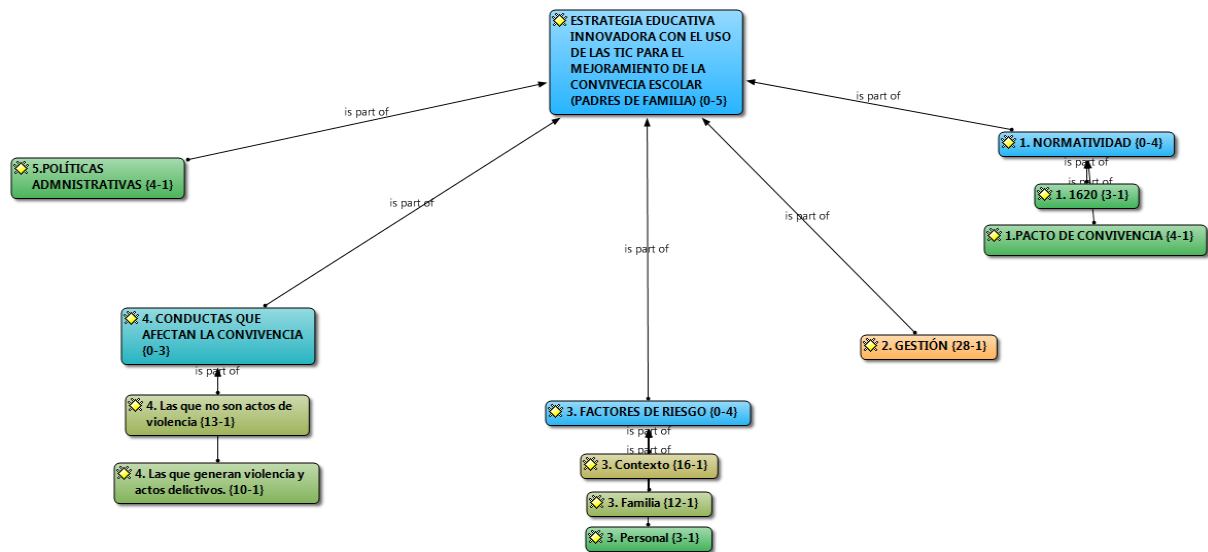 ESTRATEGIA EDUCATIVA
INNOVADORA CON EL USO
DE LAS TIC PARA EL
MEJORAMIENTO DE LA
CONVIVECIA ESCOLAR
(PADRES DE FAMILIA) {0-5}
is part of
is part of
is part of
is part of
is part of
5.POLÍTICAS
ADMNISTRATIVAS {4-1}
1. NORMATIVIDAD {0-4}
is part of
is part of
1. 1620 {3-1}
1.PACTO DE CONVIVENCIA {4-1}
4. CONDUCTAS QUE
AFECTAN LA CONVIVENCIA
{0-3}
is part of
4. Las que no son actos de
violencia {13-1}
4. Las que generan violencia y
actos delictivos. {10-1}
2. GESTIÓN {28-1}
3. FACTORES DE RIESGO {0-4}
is part of
is part of
3. Contexto {16-1}
3. Familia {12-1}
3. Personal {3-1}